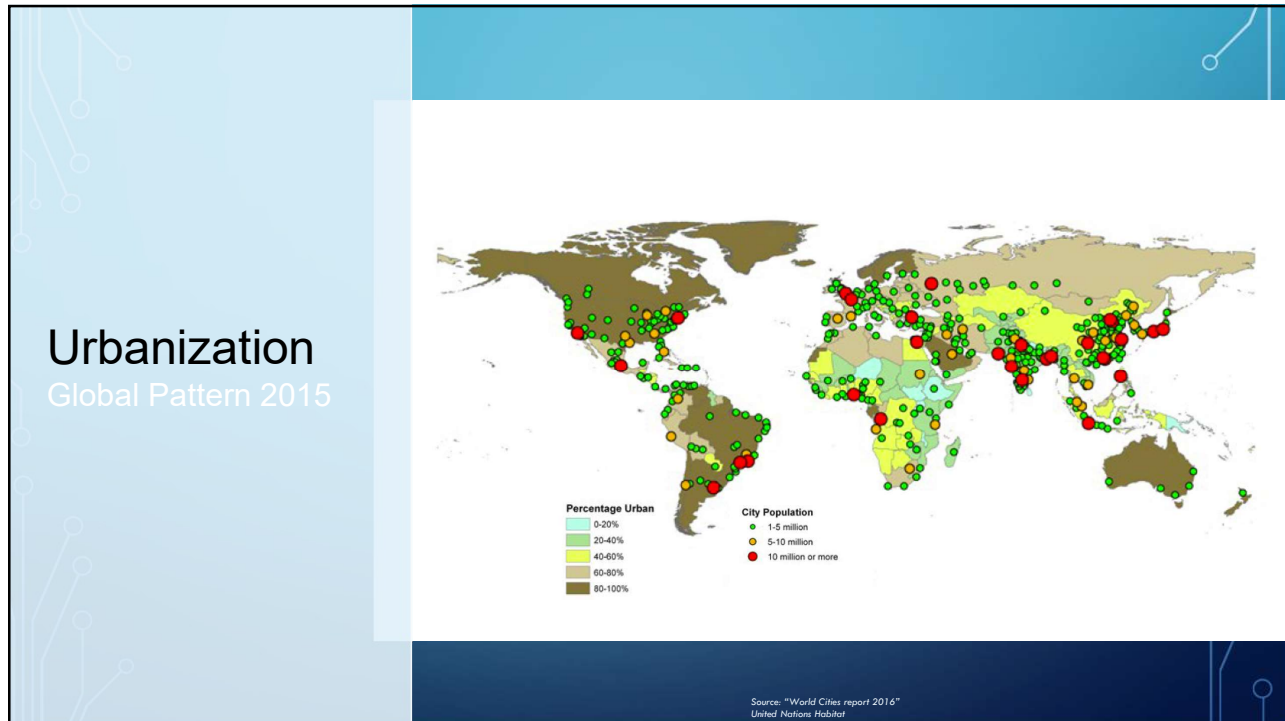 Urbanization
Global Pattern 2015
Percentage Urban
0-20%
20-40%
40-60%
60-80%
80-100%
City Population
1-5 million
5-10 million
10 million or more
Source: “World Cities report 2016”
United Nations Habitat